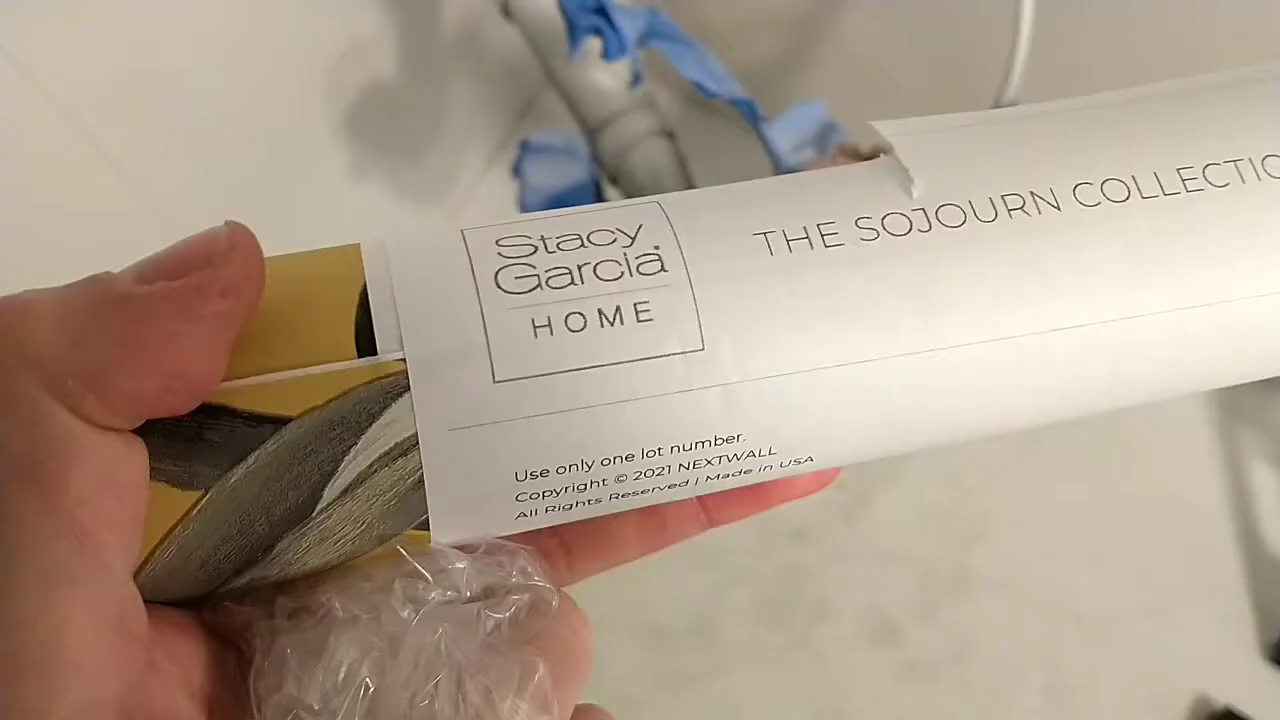 Stacy
Garcia
HOME
THE SOJOURN COLLECTIO
Use only one lot number.
Copyright © 2021 NEXTWALL
All Rights Reserved | Made in USA